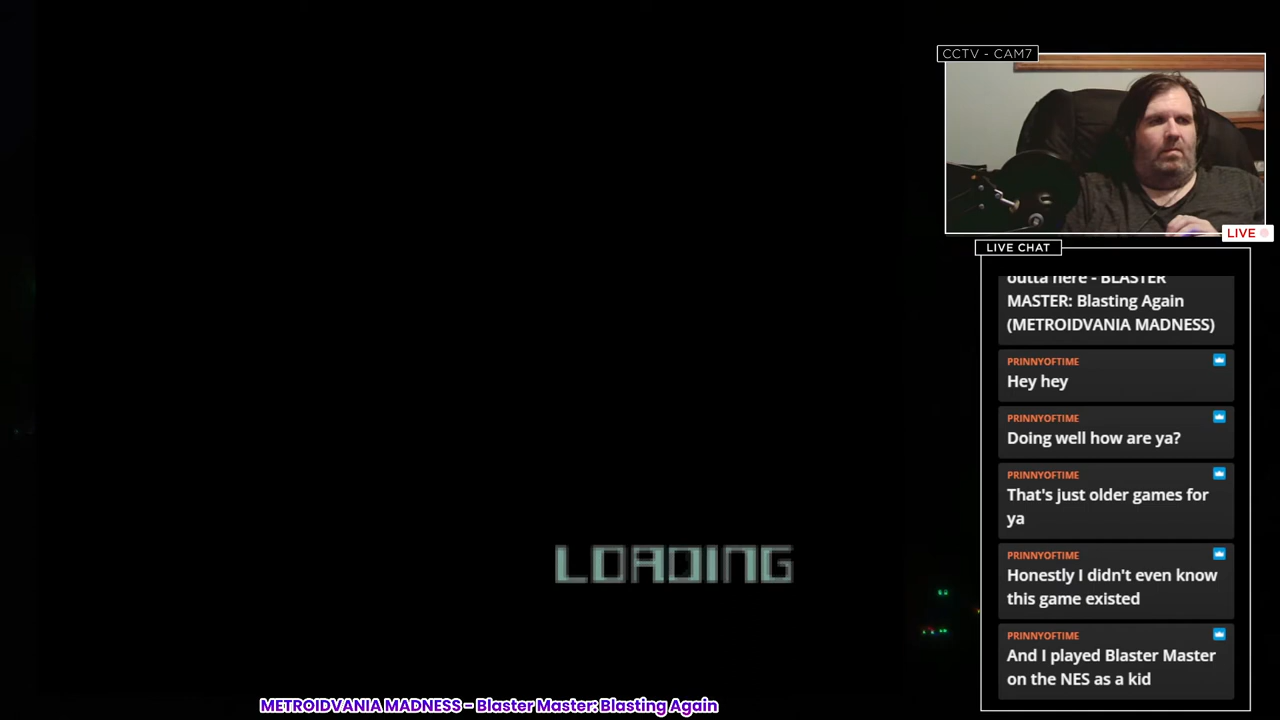 CCTV - CAM7
LIVE
LIVE CHAT
outta here - BLASTER
MASTER: Blasting Again
(METROIDVANIA MADNESS)
PRINNYOFTIME
Hey hey
PRINNYOFTIME
Doing well how are ya?
PRINNYOFTIME
That's just older games for
ya
PRINNYOFTIME
Honestly I didn't even know
this game existed
PRINNYOFTIME
And I played Blaster Master
on the NES as a kid
LOADING
METROIDVANIA MADNESS - Blaster Master: Blasting Again